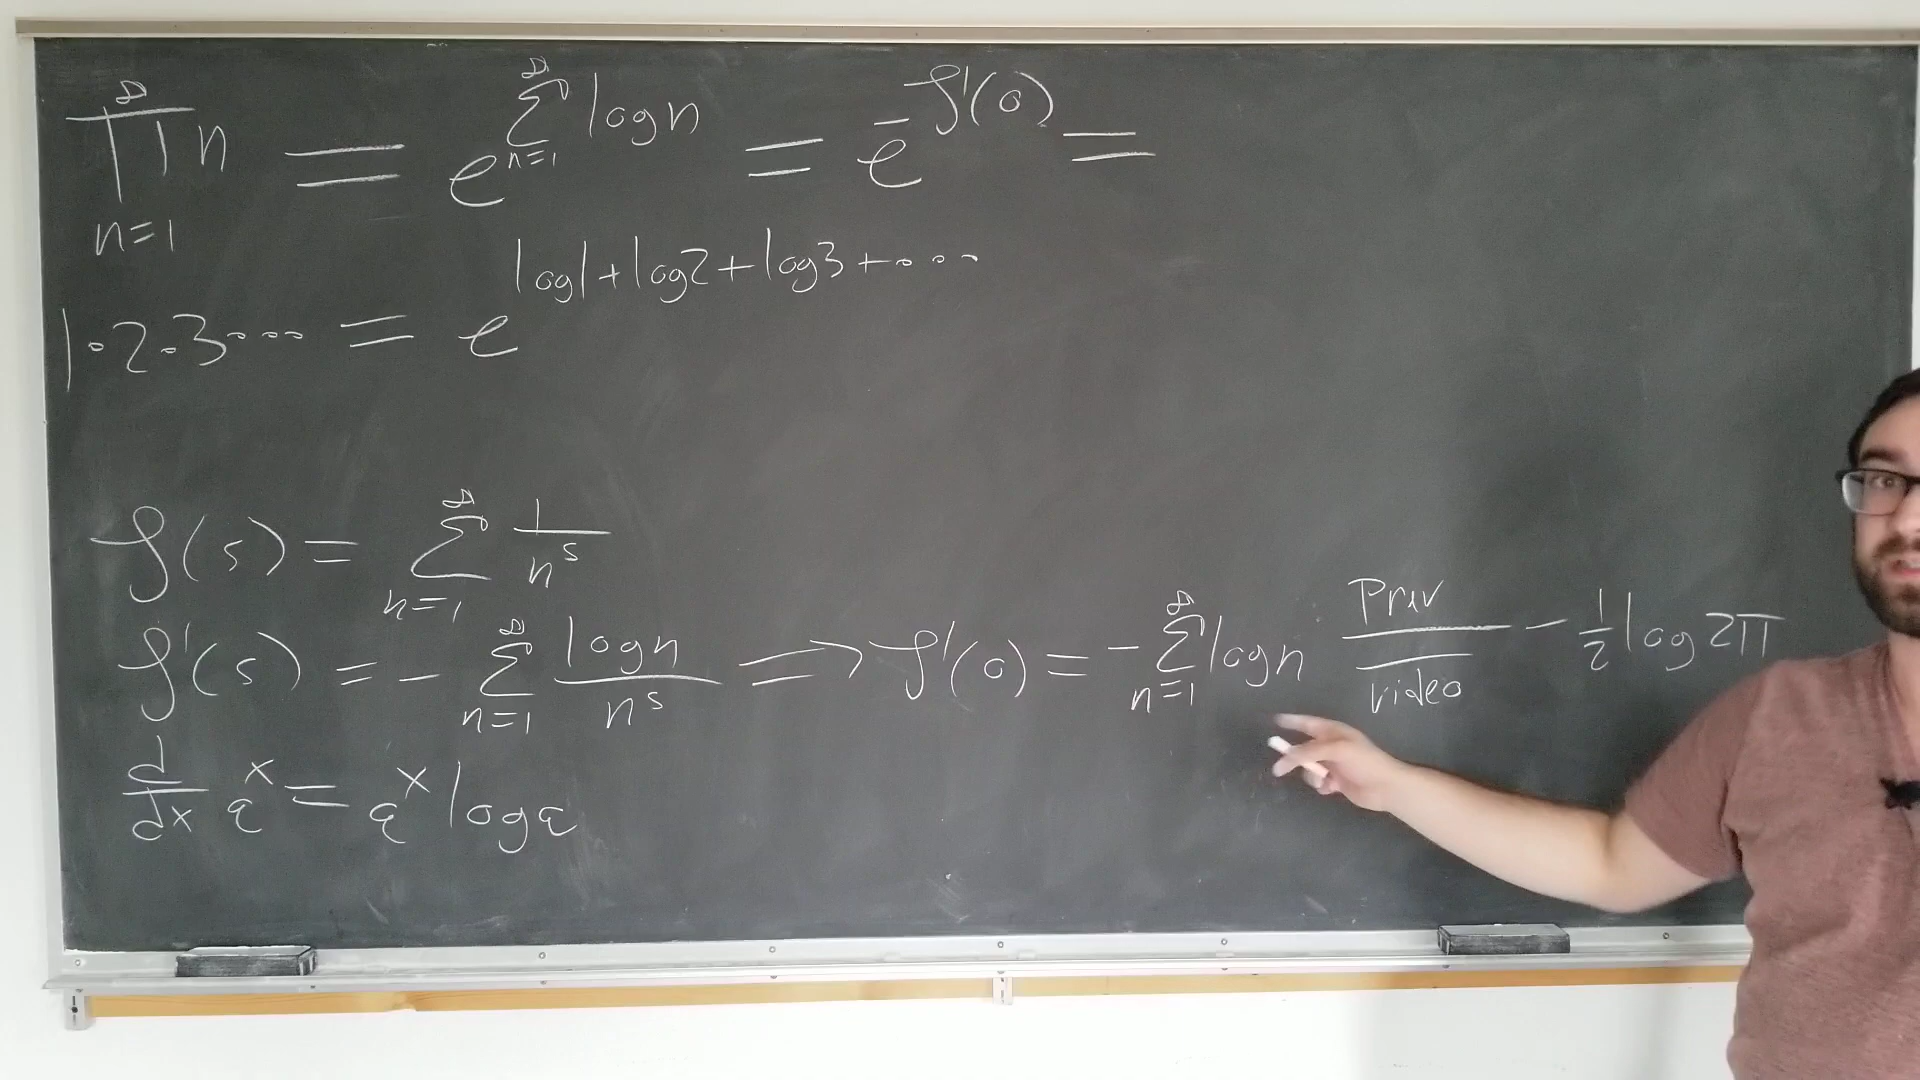 ∏_{n=1}^{∞} n = e^{∑_{n=1}^{∞} log n} = e^{-ζ'(0)} =
1·2·3··· = e^{log1+log2+log3+···}
ζ(s) = ∑_{n=1}^{∞} 1/n^s
ζ'(s) = -∑_{n=1}^{∞} log n / n^s ⟹ ζ'(0) = -∑_{n=1}^{∞} log n = Prev video -1/2 log 2π
d/dx a^x = a^x log a